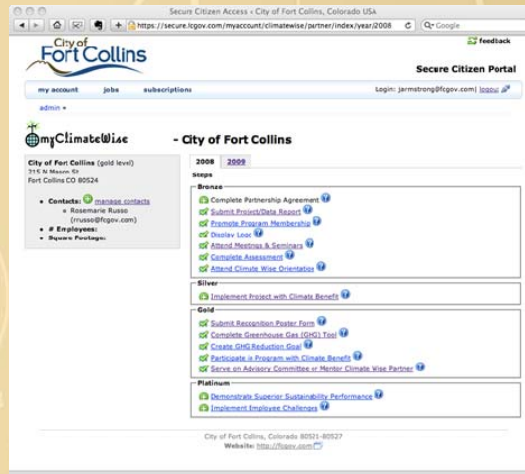 Secure Citizen Access - City of Fort Collins, Colorado USA
https://secure.fcgov.com/myaccount/climatewise/partner/index/year/2008
Google
City of
Fort Collins
feedback
Secure Citizen Portal
my account jobs subscriptions
Login: jarmstrong@fcgov.com| logout
admin
myClimateWise
- City of Fort Collins
City of Fort Collins (gold level)
215 N Mason St
Fort Collins CO 80524
Contacts: manage contacts
Rosemarie Russo
(rrusso@fcgov.com)
# Employees:
Square Footage:
2008 2009
Steps
Bronze
Complete Partnership Agreement
Submit Project/Data Report
Promote Program Membership
Display Logo
Attend Meetings & Seminars
Complete Assessment
Attend Climate Wise Orientation
Silver
Implement Project with Climate Benefit
Gold
Submit Recognition Poster Form
Complete Greenhouse Gas (GHG) Tool
Create GHG Reduction Goal
Participate in Program with Climate Benefit
Serve on Advisory Committee or Mentor Climate Wise Partner
Platinum
Demonstrate Superior Sustainability Performance
Implement Employee Challenges
City of Fort Collins, Colorado 80521-80527
Website: http://fcgov.com